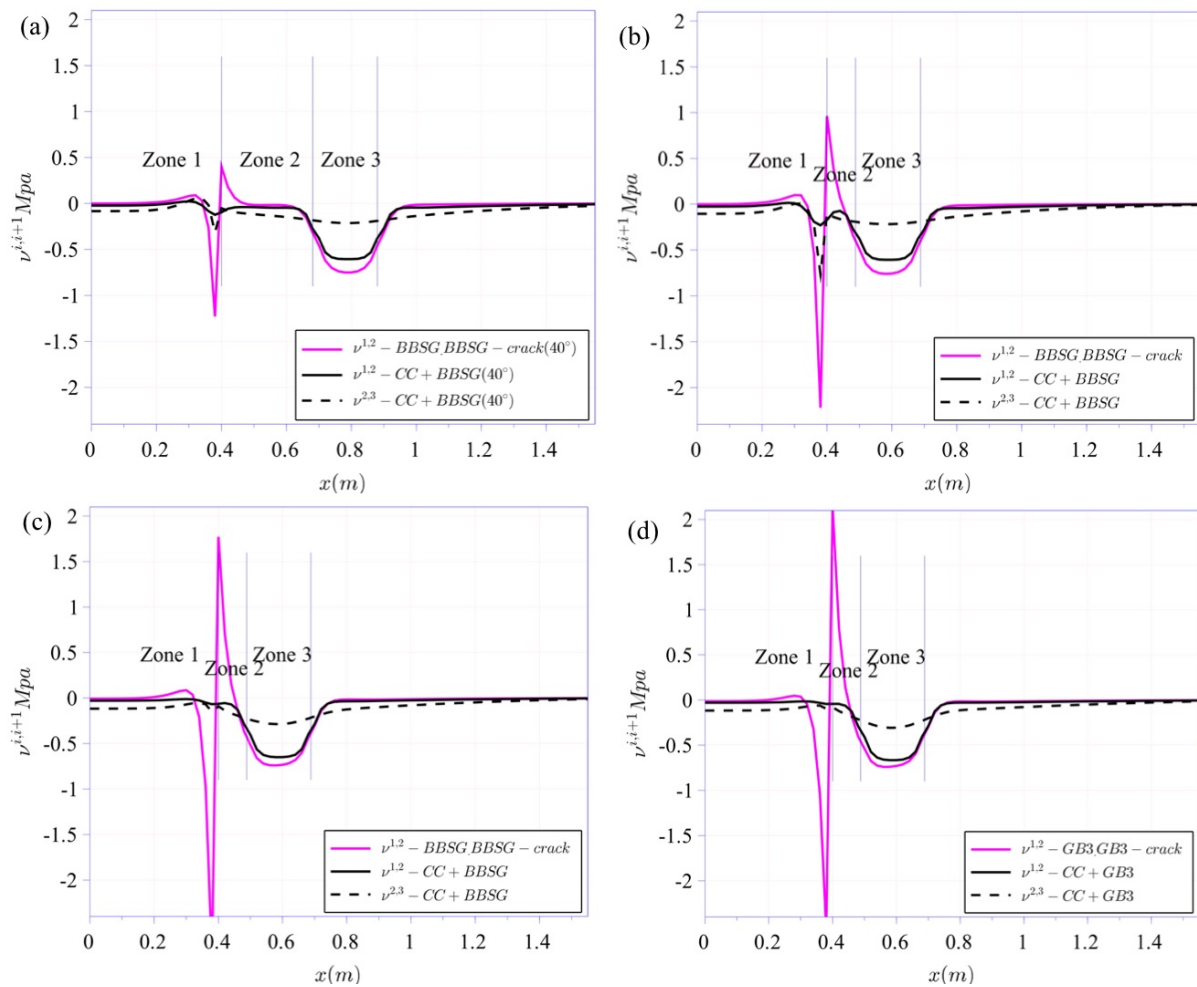 (a)
2
1.5
1
0.5
0
-0.5
-1
-1.5
-2
ν^{i,i+1} Mpa
Zone 1
Zone 2
Zone 3
ν^{1,2} − BBSG_BBSG − crack(40°)
ν^{1,2} − CC + BBSG(40°)
ν^{2,3} − CC + BBSG(40°)
0 0.2 0.4 0.6 0.8 1 1.2 1.4
x(m)
(b)
2
1.5
1
0.5
0
-0.5
-1
-1.5
-2
ν^{i,i+1} Mpa
Zone 1
Zone 2
Zone 3
ν^{1,2} − BBSG_BBSG − crack
ν^{1,2} − CC + BBSG
ν^{2,3} − CC + BBSG
0 0.2 0.4 0.6 0.8 1 1.2 1.4
x(m)
(c)
2
1.5
1
0.5
0
-0.5
-1
-1.5
-2
ν^{i,i+1} Mpa
Zone 1
Zone 2
Zone 3
ν^{1,2} − BBSG_BBSG − crack
ν^{1,2} − CC + BBSG
ν^{2,3} − CC + BBSG
0 0.2 0.4 0.6 0.8 1 1.2 1.4
x(m)
(d)
2
1.5
1
0.5
0
-0.5
-1
-1.5
-2
ν^{i,i+1} Mpa
Zone 1
Zone 2
Zone 3
ν^{1,2} − GB3_GB3 − crack
ν^{1,2} − CC + GB3
ν^{2,3} − CC + GB3
0 0.2 0.4 0.6 0.8 1 1.2 1.4
x(m)